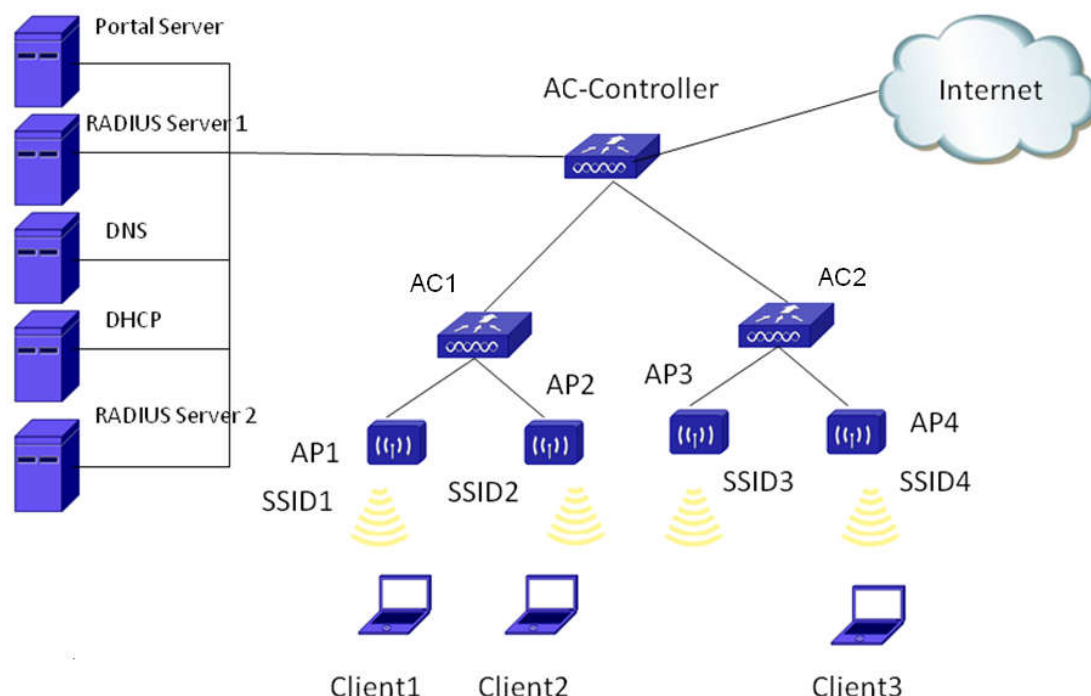 Portal Server
AC-Controller
Internet
RADIUS Server 1
DNS
AC1
AC2
DHCP
AP2
AP3
RADIUS Server 2
AP1
AP4
SSID1
SSID2
SSID3
SSID4
Client1
Client2
Client3